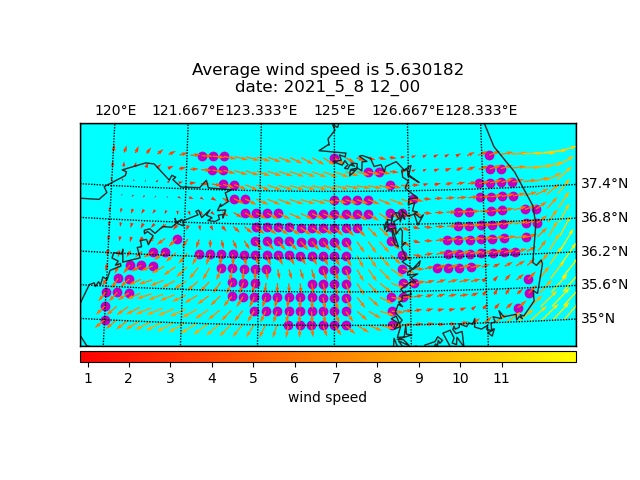 Average wind speed is 5.630182
date: 2021_5_8 12_00
120°E 121.667°E 123.333°E 125°E 126.667°E 128.333°E
37.4°N
36.8°N
36.2°N
35.6°N
35°N
1 2 3 4 5 6 7 8 9 10 11
wind speed